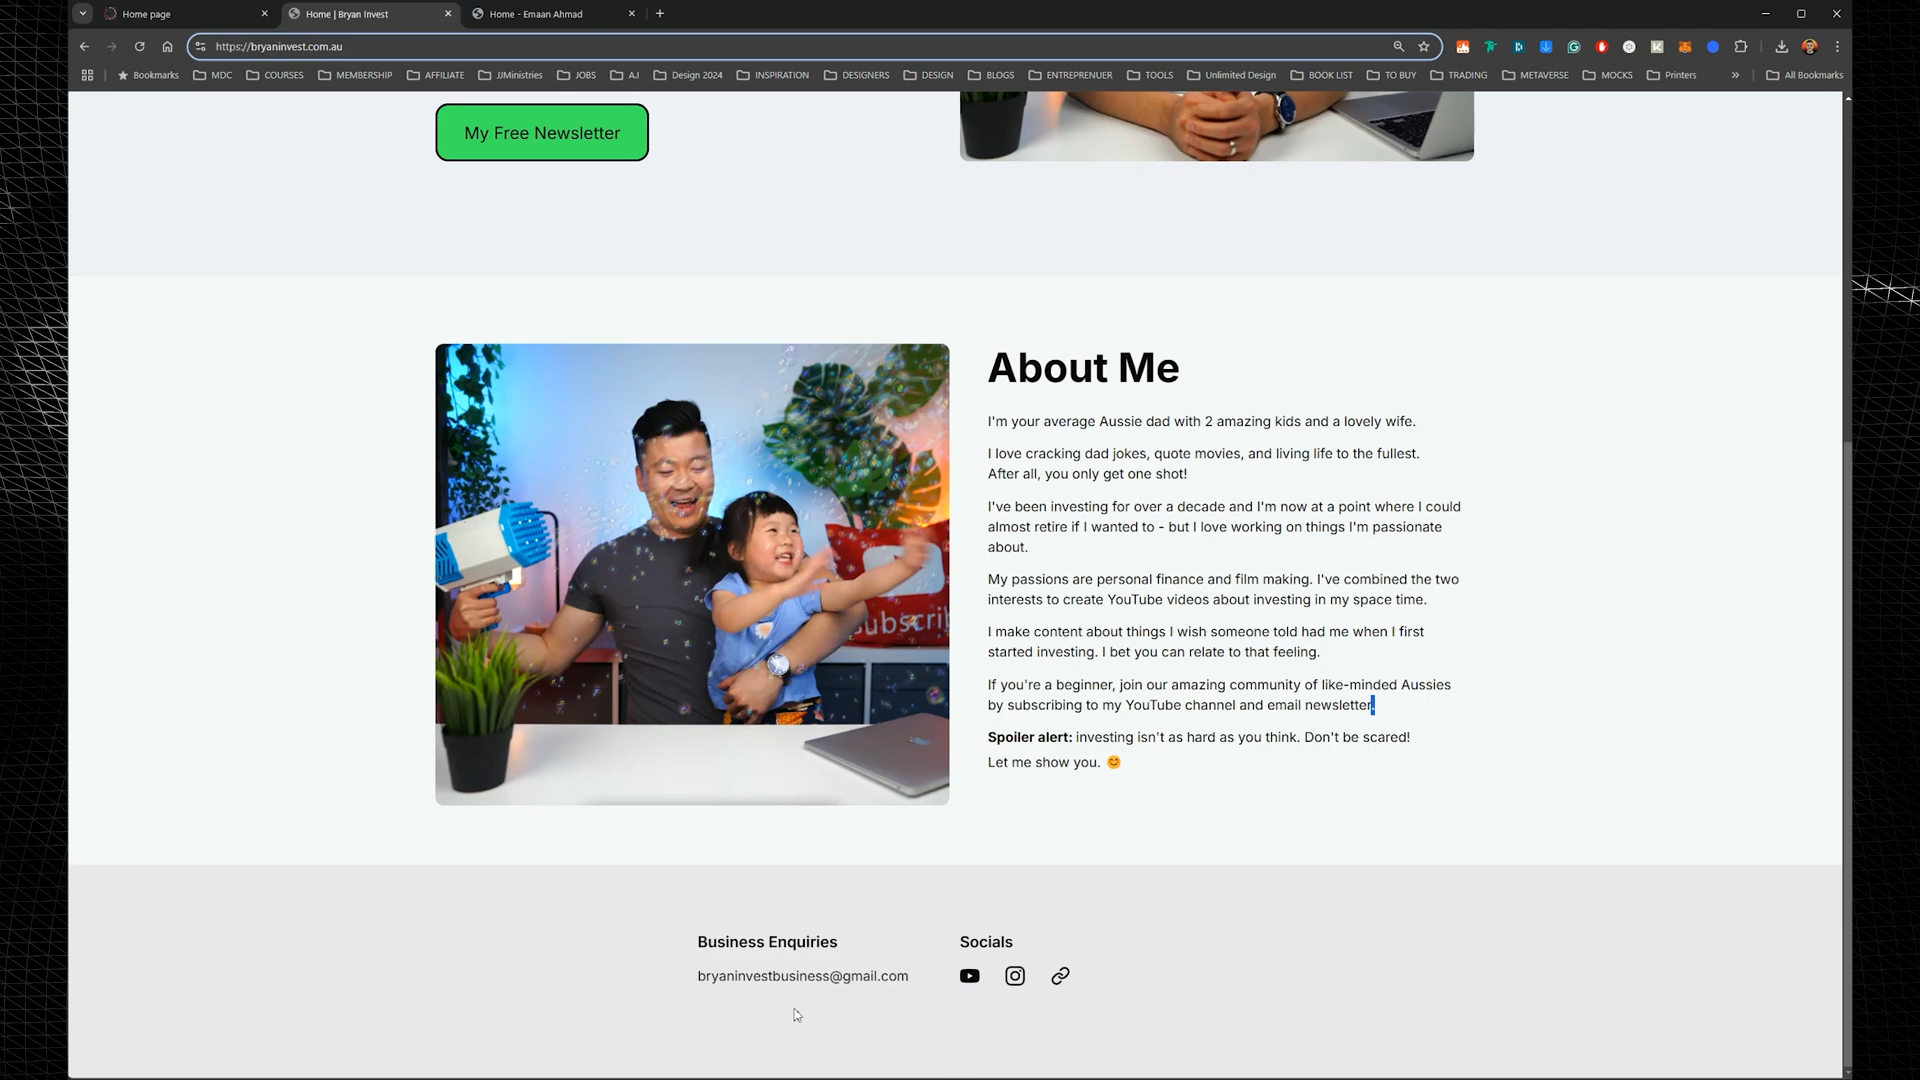 Home page
Home | Bryan Invest
Home - Emaan Ahmad
https://bryaninvest.com.au
Bookmarks
MDC
COURSES
MEMBERSHIP
AFFILIATE
JJMinistries
JOBS
A.I
Design 2024
INSPIRATION
DESIGNERS
DESIGN
BLOGS
ENTREPRENUER
TOOLS
Unlimited Design
BOOK LIST
TO BUY
TRADING
METAVERSE
MOCKS
Printers
»
All Bookmarks
My Free Newsletter
subscri
About Me
I'm your average Aussie dad with 2 amazing kids and a lovely wife.
I love cracking dad jokes, quote movies, and living life to the fullest.
After all, you only get one shot!
I've been investing for over a decade and I'm now at a point where I could
almost retire if I wanted to - but I love working on things I'm passionate
about.
My passions are personal finance and film making. I've combined the two
interests to create YouTube videos about investing in my space time.
I make content about things I wish someone told had me when I first
started investing. I bet you can relate to that feeling.
If you're a beginner, join our amazing community of like-minded Aussies
by subscribing to my YouTube channel and email newsletter.
Spoiler alert: investing isn't as hard as you think. Don't be scared!
Let me show you. 😊
Business Enquiries
Socials
bryaninvestbusiness@gmail.com